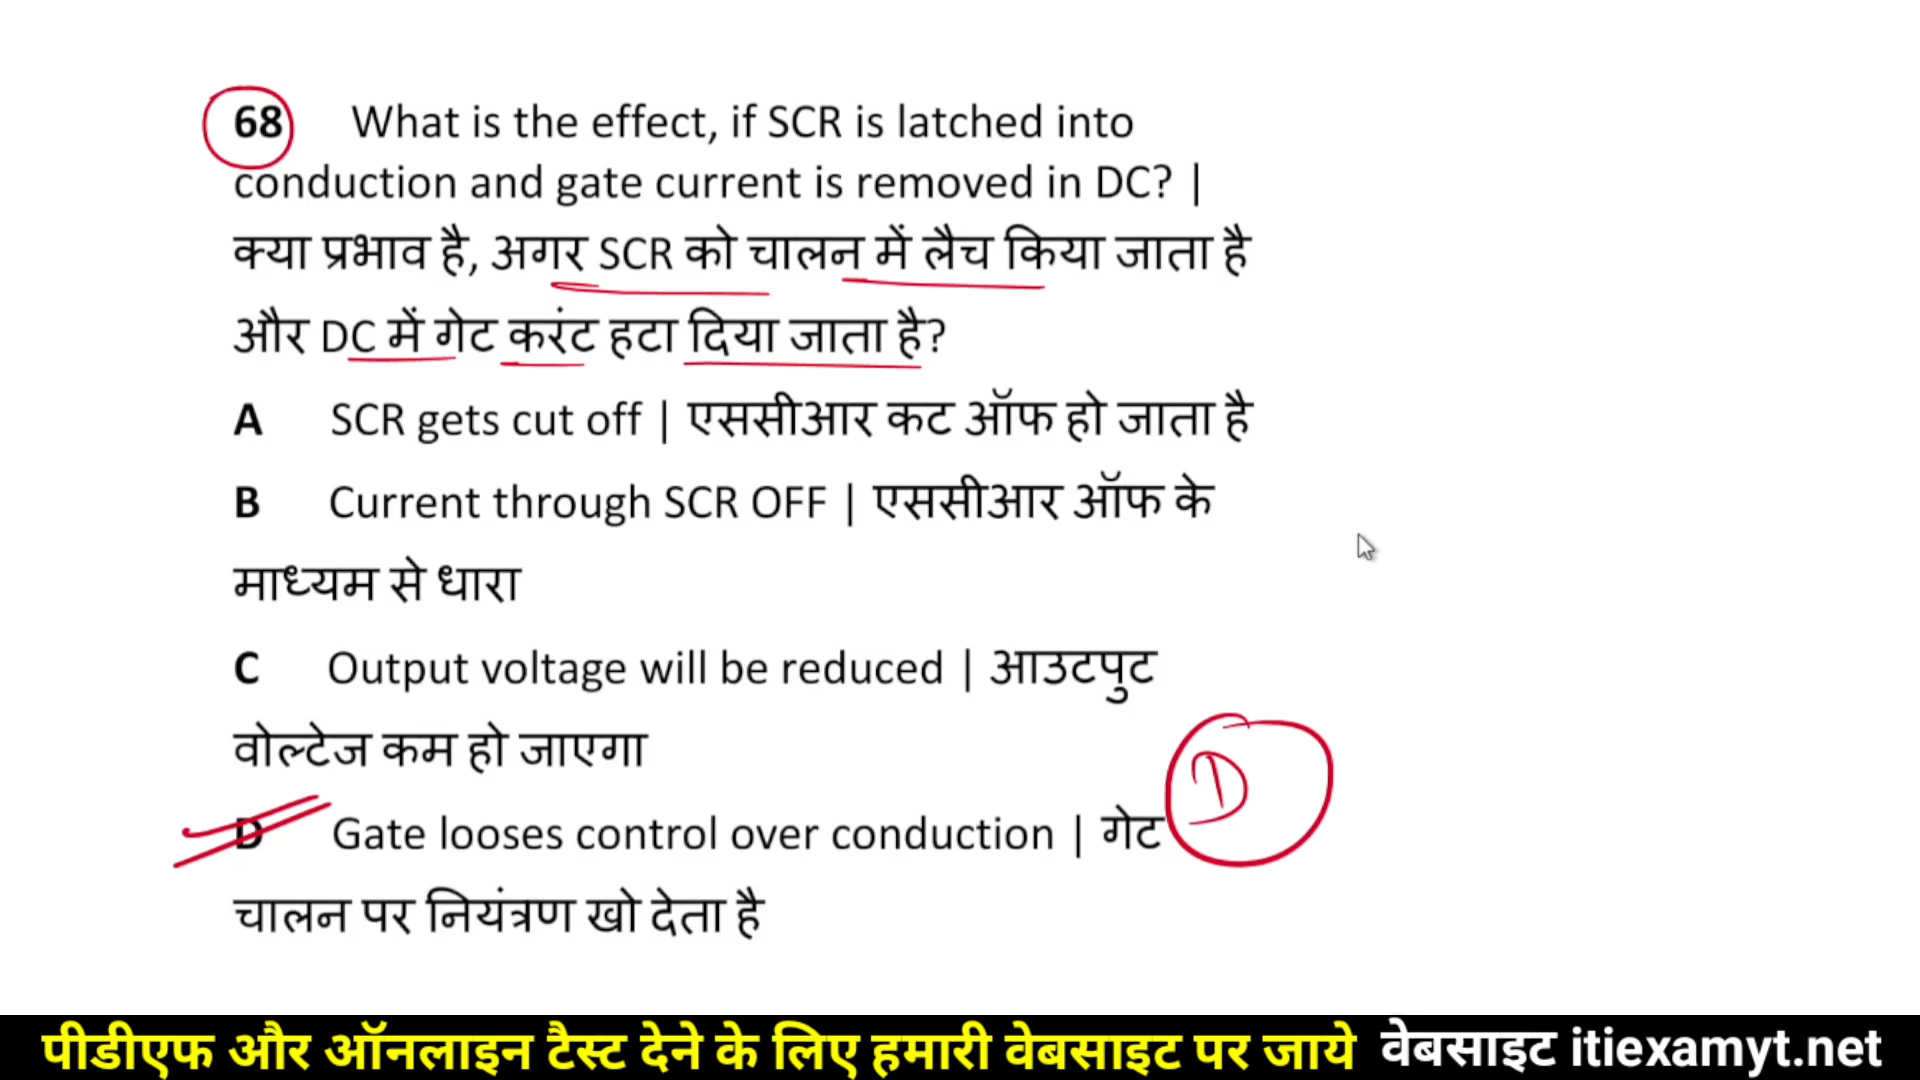 68 What is the effect, if SCR is latched into
conduction and gate current is removed in DC? |
क्या प्रभाव है, अगर SCR को चालन में लैच किया जाता है
और DC में गेट करंट हटा दिया जाता है?
A SCR gets cut off | एससीआर कट ऑफ हो जाता है
B Current through SCR OFF | एससीआर ऑफ के
माध्यम से धारा
C Output voltage will be reduced | आउटपुट
वोल्टेज कम हो जाएगा
D
D Gate looses control over conduction | गेट
चालन पर नियंत्रण खो देता है
पीडीएफ और ऑनलाइन टैस्ट देने के लिए हमारी वेबसाइट पर जाये वेबसाइट itiexamyt.net